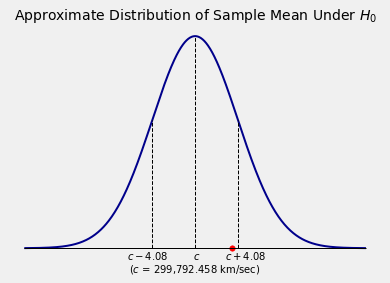 Approximate Distribution of Sample Mean Under H₀
c − 4.08 c c + 4.08
(c = 299,792.458 km/sec)